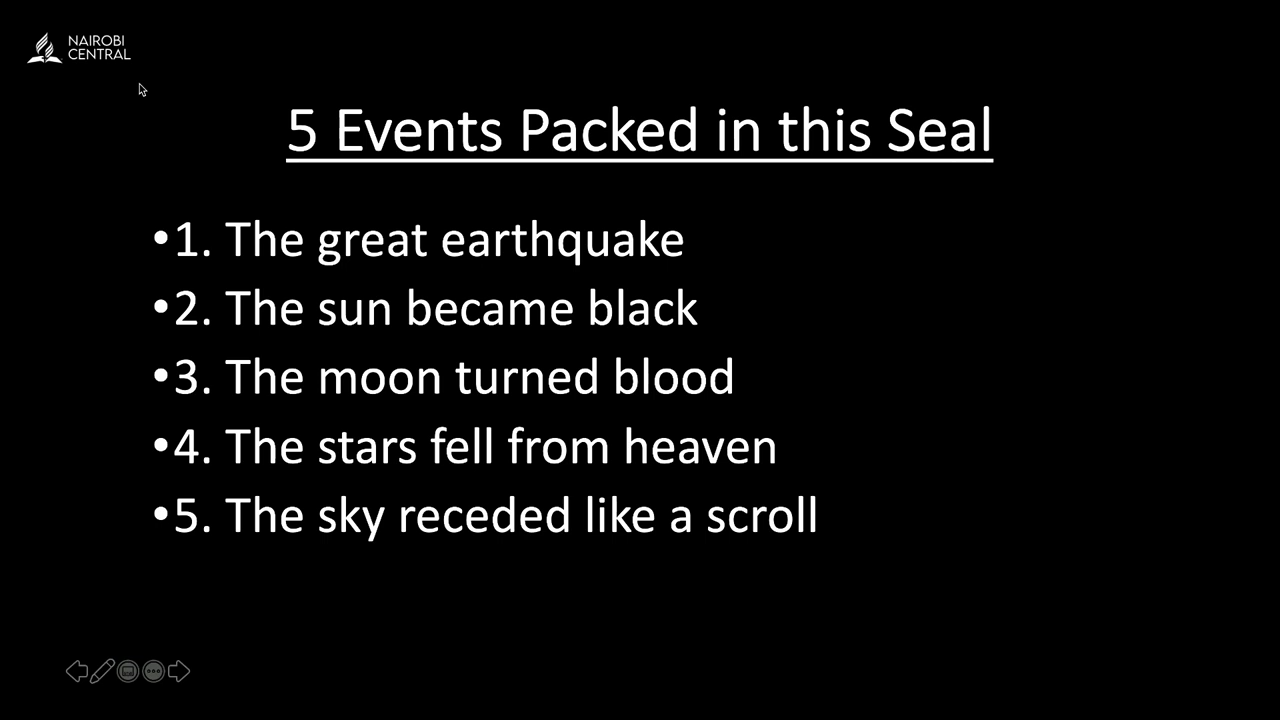 NAIROBI
CENTRAL
5 Events Packed in this Seal
•1. The great earthquake
•2. The sun became black
•3. The moon turned blood
•4. The stars fell from heaven
•5. The sky receded like a scroll